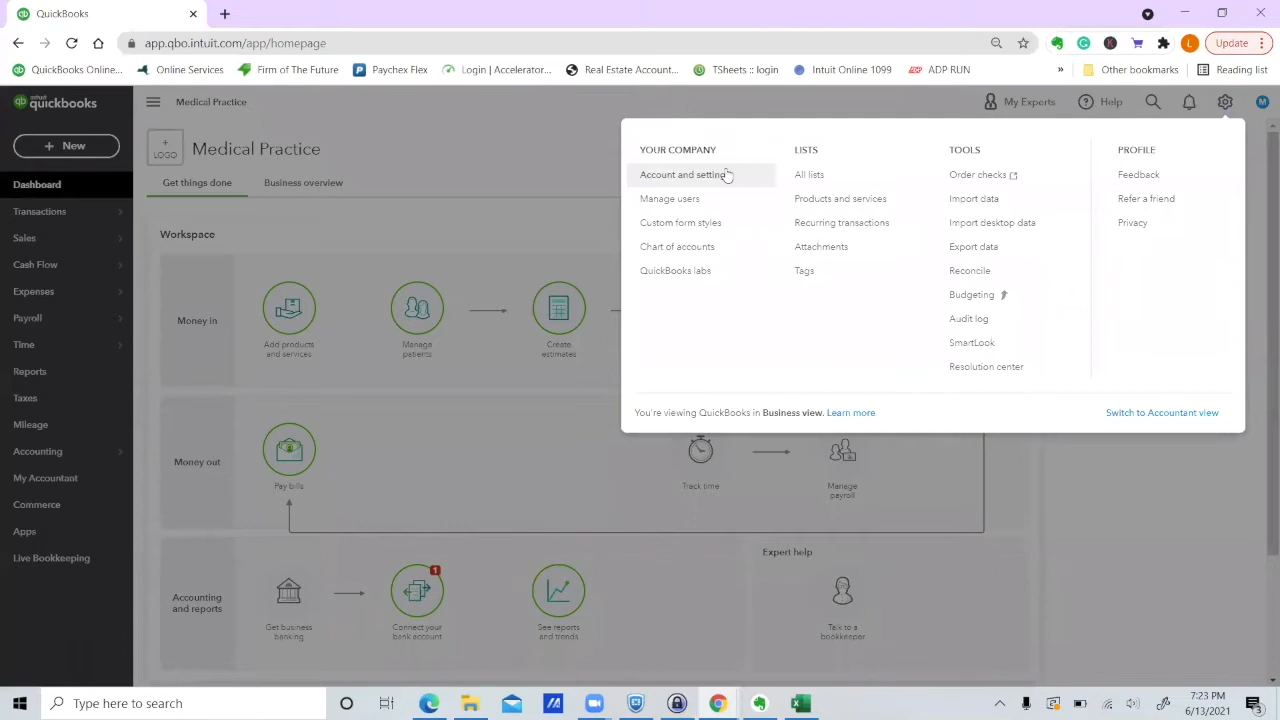 QuickBooks
app.qbo.intuit.com/app/homepage
Update
QuickBooks Online...
Online Services
Firm of The Future
Paychex Flex
Login | Accelerator...
Real Estate Account...
TSheets :: login
Intuit Online 1099
ADP RUN
»
Other bookmarks
Reading list
intuit
quickbooks
Medical Practice
My Experts
Help
M
+ New
+
LOGO
Medical Practice
Get things done
Business overview
Dashboard
Transactions
Sales
Cash Flow
Expenses
Payroll
Time
Reports
Taxes
Mileage
Accounting
My Accountant
Commerce
Apps
Live Bookkeeping
YOUR COMPANY
Account and settings
Manage users
Custom form styles
Chart of accounts
QuickBooks labs
LISTS
All lists
Products and services
Recurring transactions
Attachments
Tags
TOOLS
Order checks
Import data
Import desktop data
Export data
Reconcile
Budgeting
Audit log
SmartLook
Resolution center
PROFILE
Feedback
Refer a friend
Privacy
You're viewing QuickBooks in Business view. Learn more
Switch to Accountant view
Workspace
Money in
Add products
and services
Manage
patients
Create
estimates
Money out
Pay bills
Track time
Manage
payroll
Accounting
and reports
Get business
banking
1
Connect your
bank account
See reports
and trends
Expert help
Talk to a
bookkeeper
Type here to search
7:23 PM
6/13/2021
3